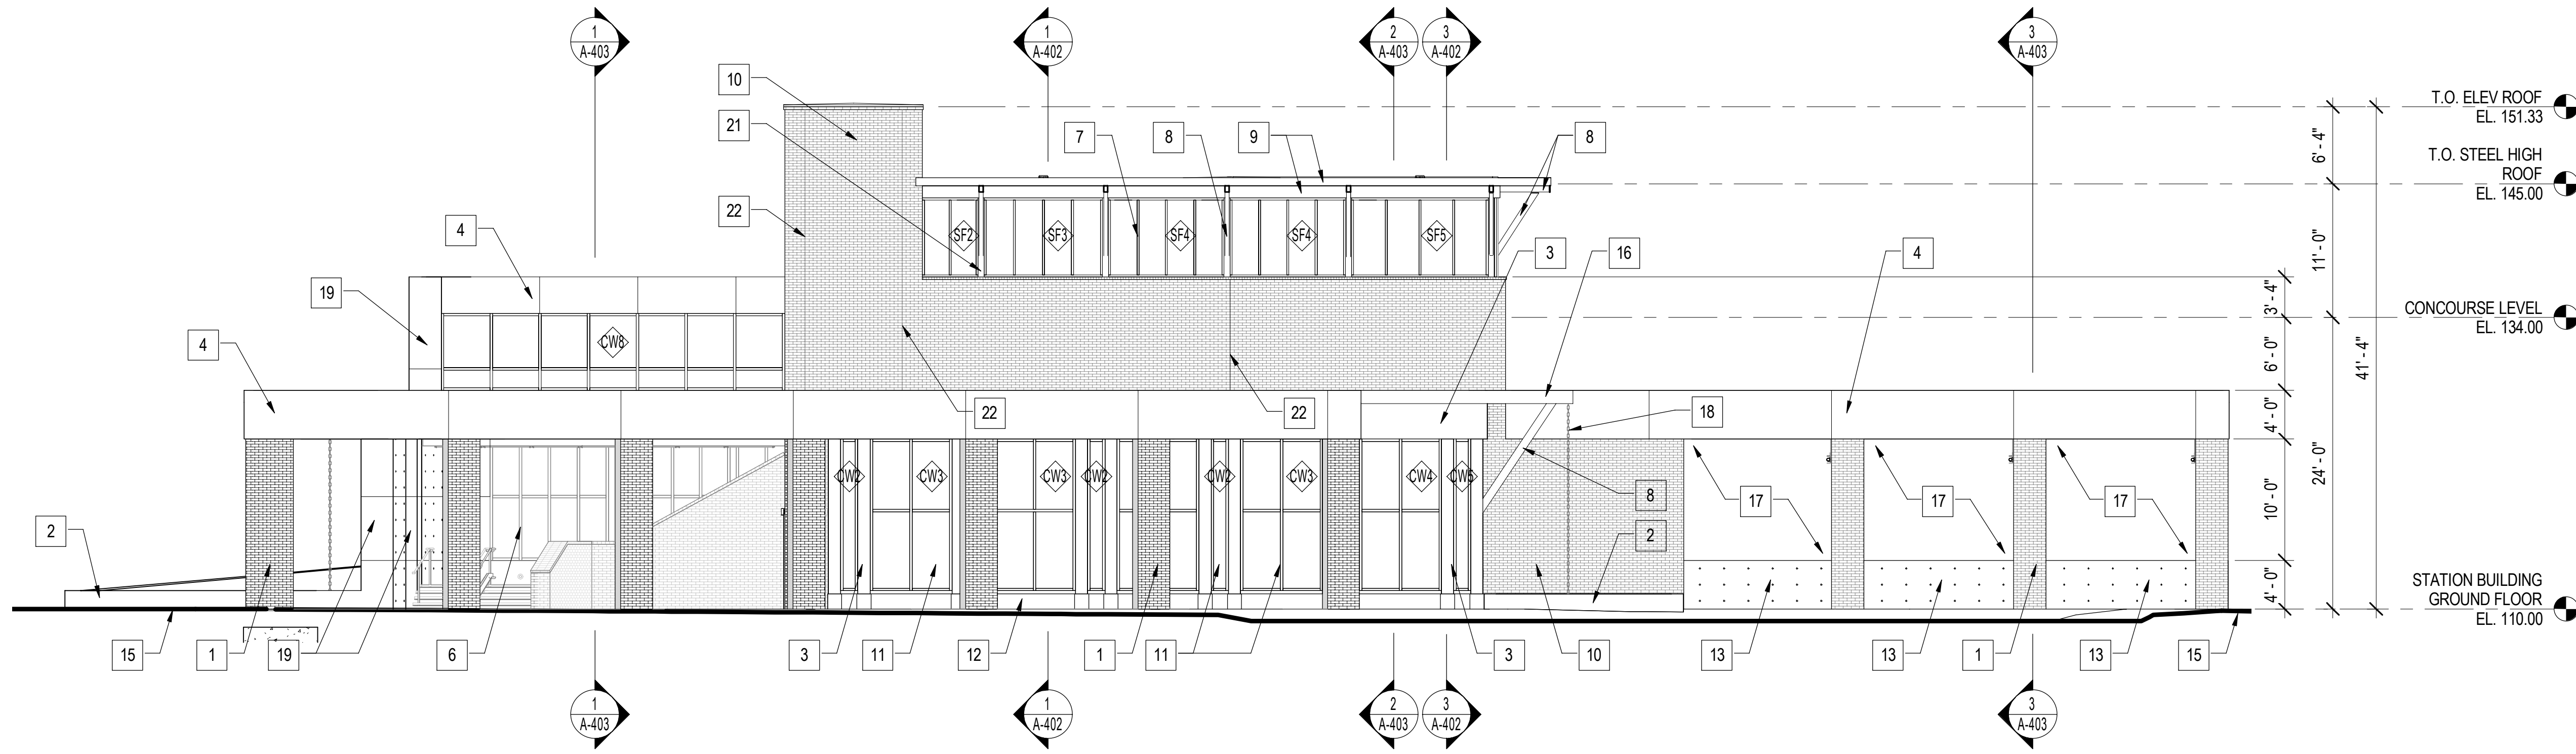 1
A-403
1
A-402
2
A-403
3
A-402
3
A-403
10
21
22
7
8
9
8
T.O. ELEV ROOF
EL. 151.33
T.O. STEEL HIGH
ROOF
EL. 145.00
6' - 4"
11' - 0"
SF2
SF3
SF4
SF4
SF5
4
3
16
4
19
CONCOURSE LEVEL
EL. 134.00
3' - 4"
6' - 0"
41' - 4"
4
CW8
22
22
18
4' - 0"
24' - 0"
10' - 0"
4' - 0"
CW2
CW3
CW3
CW2
CW2
CW3
CW4
CW5
8
17
17
17
2
2
STATION BUILDING
GROUND FLOOR
EL. 110.00
15
1
19
6
3
11
12
1
11
3
10
13
13
1
13
15
13
13
13
1
A-403
1
A-402
2
A-403
3
A-402
3
A-403